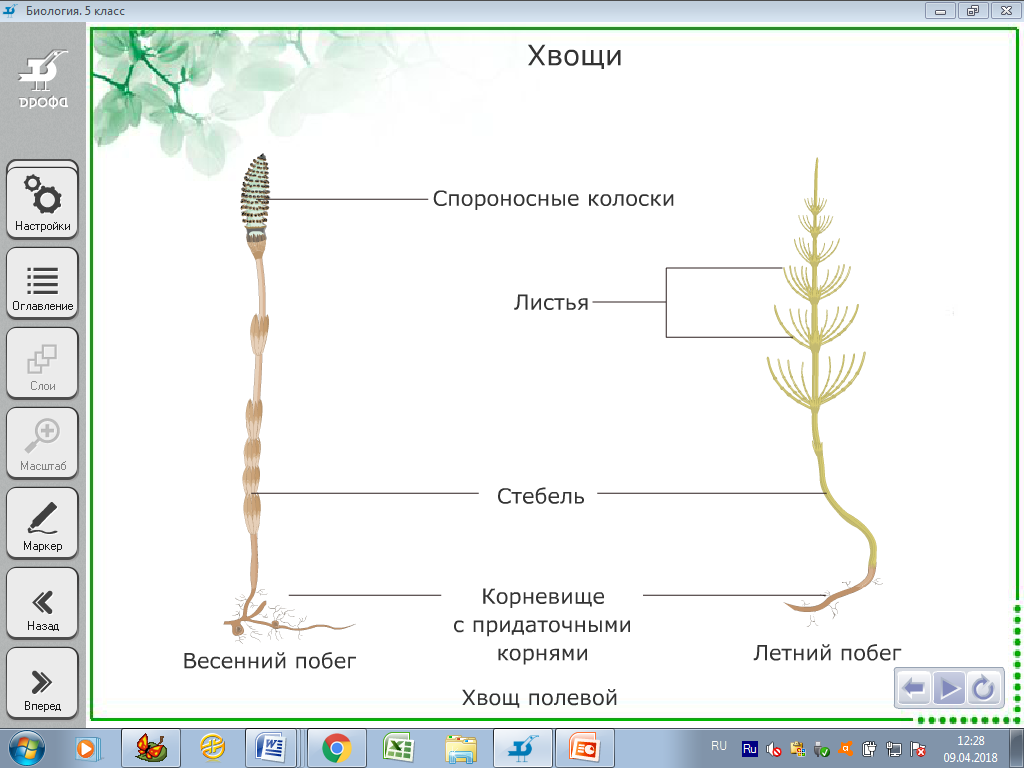 Биология. 5 класс
дрофа
Настройки
Оглавление
Слои
Масштаб
Маркер
Назад
Вперед
Хвощи
Спороносные колоски
Листья
Стебель
Корневище
с придаточными
корнями
Весенний побег
Летний побег
Хвощ полевой
RU
Ru
12:28
09.04.2018